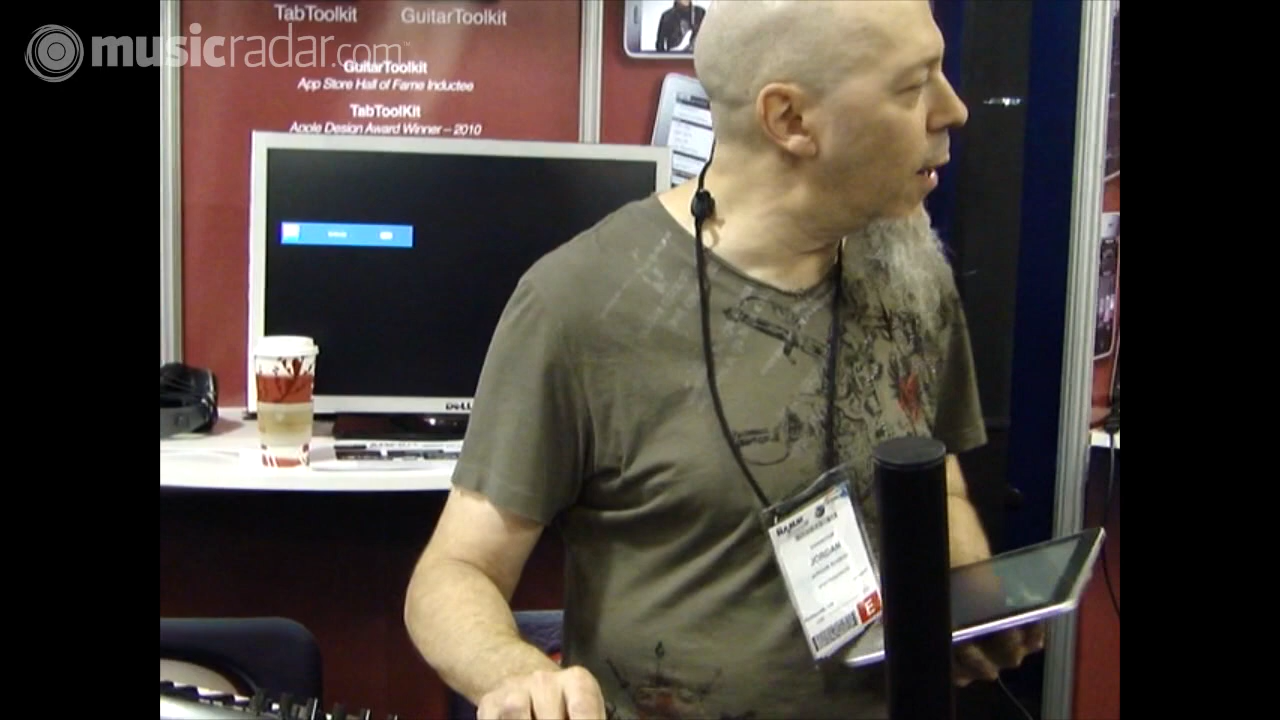 musicradar.com
TabToolkit GuitarToolkit
GuitarToolkit
App Store Hall of Fame Inductee
TabToolKit
Apple Design Award Winner – 2010
DELL
NAMM
JORDAN
E